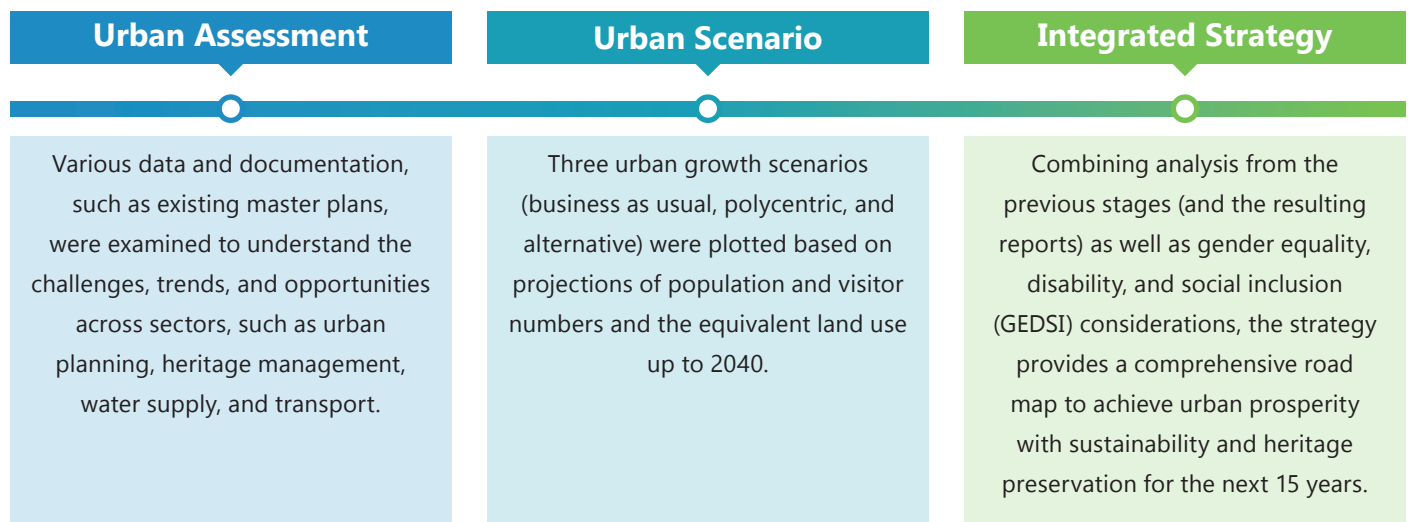 Urban Assessment
Various data and documentation,
such as existing master plans,
were examined to understand the
challenges, trends, and opportunities
across sectors, such as urban
planning, heritage management,
water supply, and transport.
Urban Scenario
Three urban growth scenarios
(business as usual, polycentric, and
alternative) were plotted based on
projections of population and visitor
numbers and the equivalent land use
up to 2040.
Integrated Strategy
Combining analysis from the
previous stages (and the resulting
reports) as well as gender equality,
disability, and social inclusion
(GEDSI) considerations, the strategy
provides a comprehensive road
map to achieve urban prosperity
with sustainability and heritage
preservation for the next 15 years.